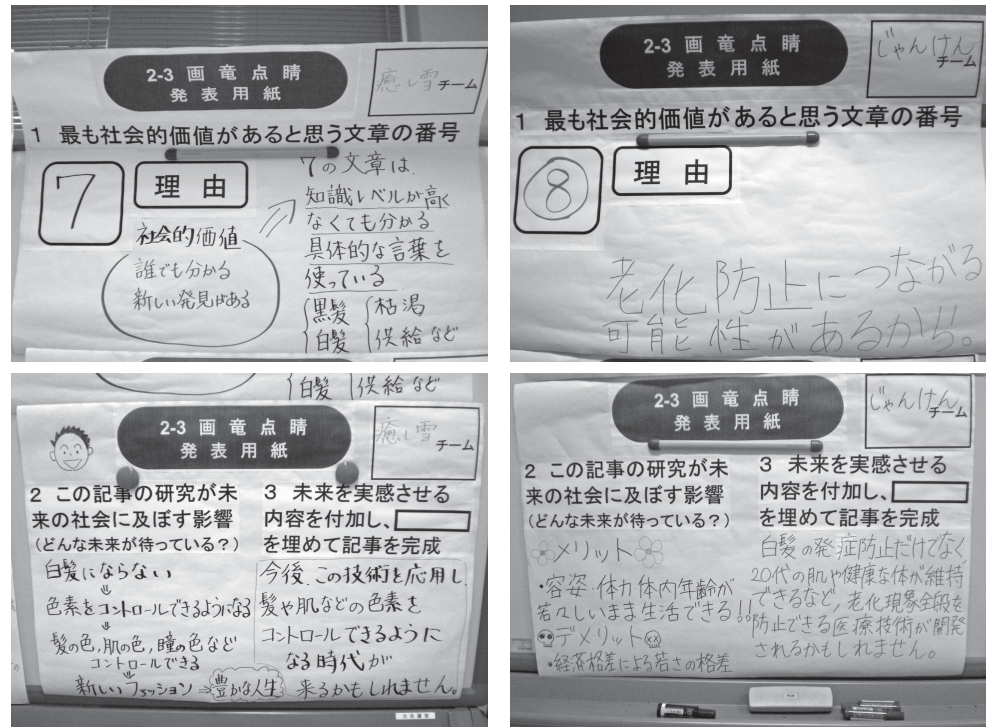 2-3 画竜点睛
発表用紙
癒し雪
チーム
1 最も社会的価値があると思う文章の番号
7
理由
社会的価値
誰でも分かる
新しい発見がある
7の文章は、
知識レベルが高く
なくても分かる
具体的な言葉を
使っている
黒髪 枯渇
白髪 供給など
2-3 画竜点睛
発表用紙
じゃんけん
チーム
1 最も社会的価値があると思う文章の番号
8
理由
老化防止につながる
可能性があるから!!。
白髪 供給など
2-3 画竜点睛
発表用紙
癒し雪
チーム
2 この記事の研究が未
来の社会に及ぼす影響
(どんな未来が待っている?)
白髪にならない
⇓
色素をコントロールできるようになる
⇓
髪の色,肌の色,瞳の色など
コントロールできる
⇓
新しいファッション⇒豊かな人生
3 未来を実感させる
内容を付加し、
を埋めて記事を完成
今後、この技術を応用し、
髪や肌などの色素を
コントロールできるように
なる時代が
来るかもしれません。
大会議室
2-3 画竜点睛
発表用紙
じゃんけん
チーム
2 この記事の研究が未
来の社会に及ぼす影響
(どんな未来が待っている?)
メリット
・容姿・体力体内年齢が
若々しいまま生活できる!!
デメリット
・経済格差による若さの格差
3 未来を実感させる
内容を付加し、
を埋めて記事を完成
白髪の発症防止だけでなく
20代の肌や健康な体が維持
できるなど,老化現象全般を
防止できる医療技術が開発
されるかもしれません。